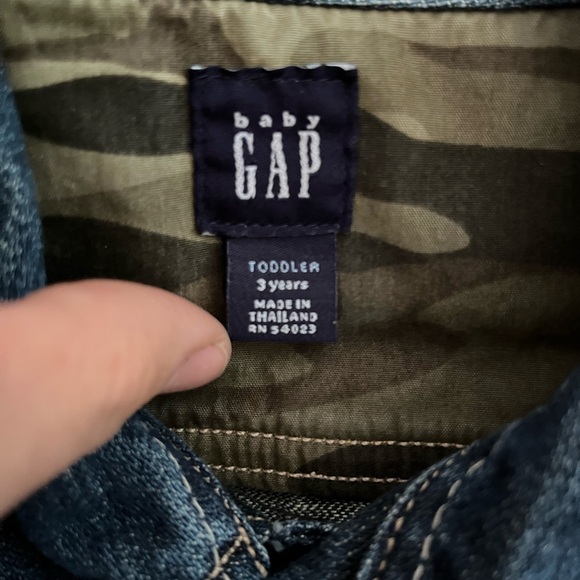 baby
GAP
TODDLER
3 years
MADE IN
THAILAND
RN 54023